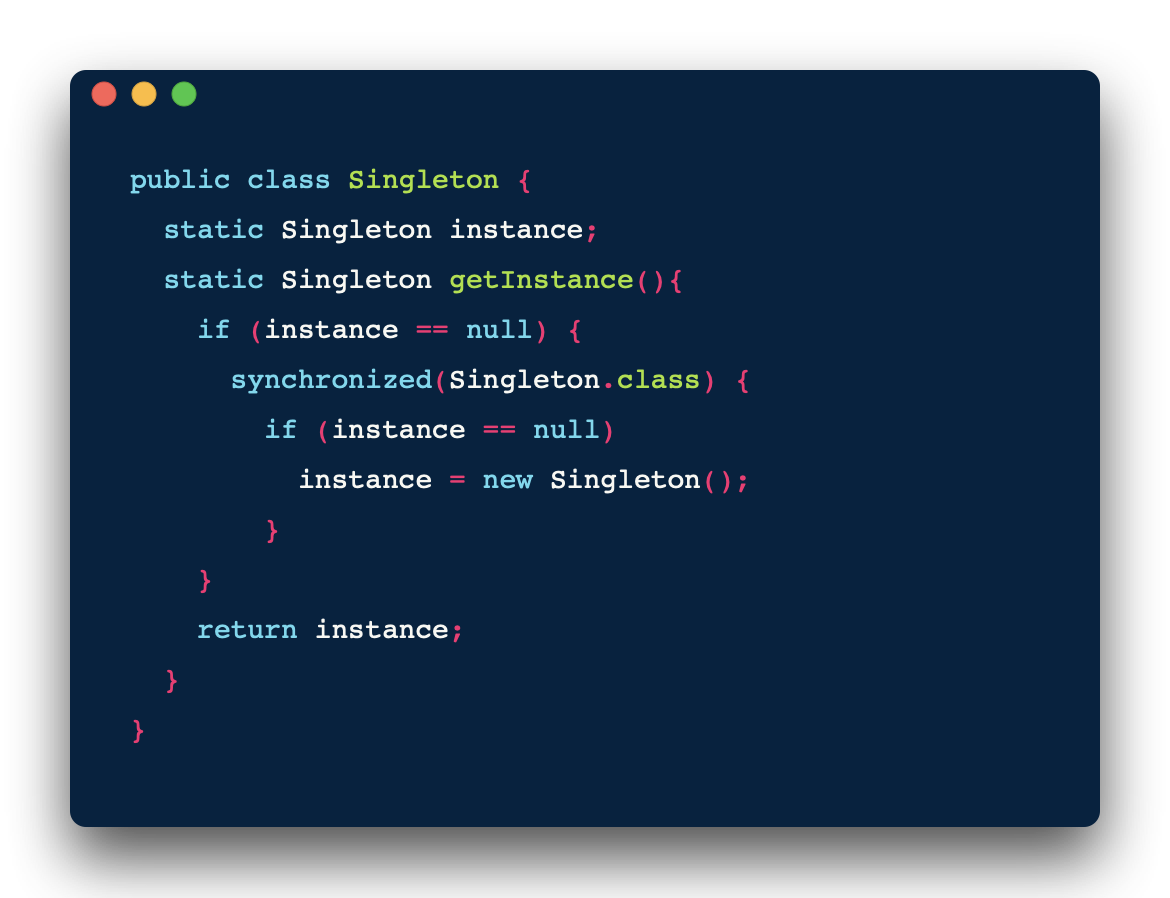 public class Singleton {
  static Singleton instance;
  static Singleton getInstance(){
    if (instance == null) {
      synchronized(Singleton.class) {
        if (instance == null)
          instance = new Singleton();
        }
    }
    return instance;
  }
}